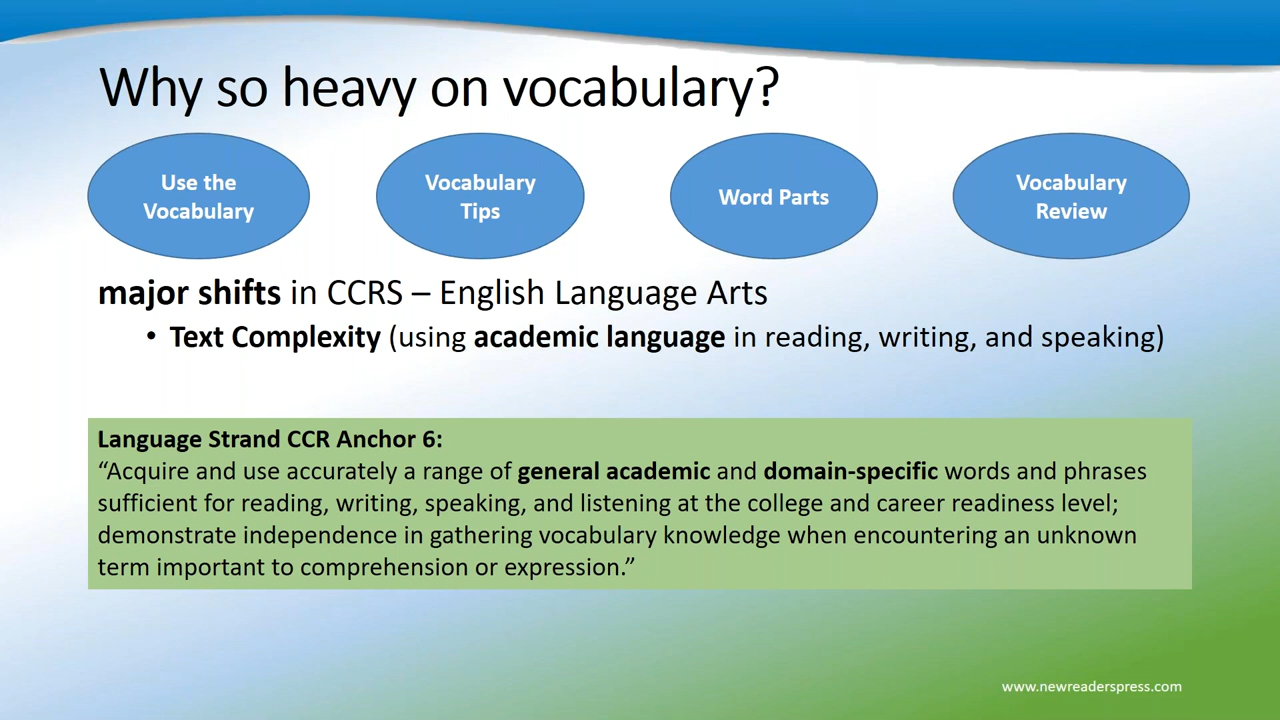 Why so heavy on vocabulary?
Use the
Vocabulary
Vocabulary
Tips
Word Parts
Vocabulary
Review
major shifts in CCRS – English Language Arts
• Text Complexity (using academic language in reading, writing, and speaking)
Language Strand CCR Anchor 6:
“Acquire and use accurately a range of general academic and domain-specific words and phrases
sufficient for reading, writing, speaking, and listening at the college and career readiness level;
demonstrate independence in gathering vocabulary knowledge when encountering an unknown
term important to comprehension or expression.”
www.newreaderspress.com